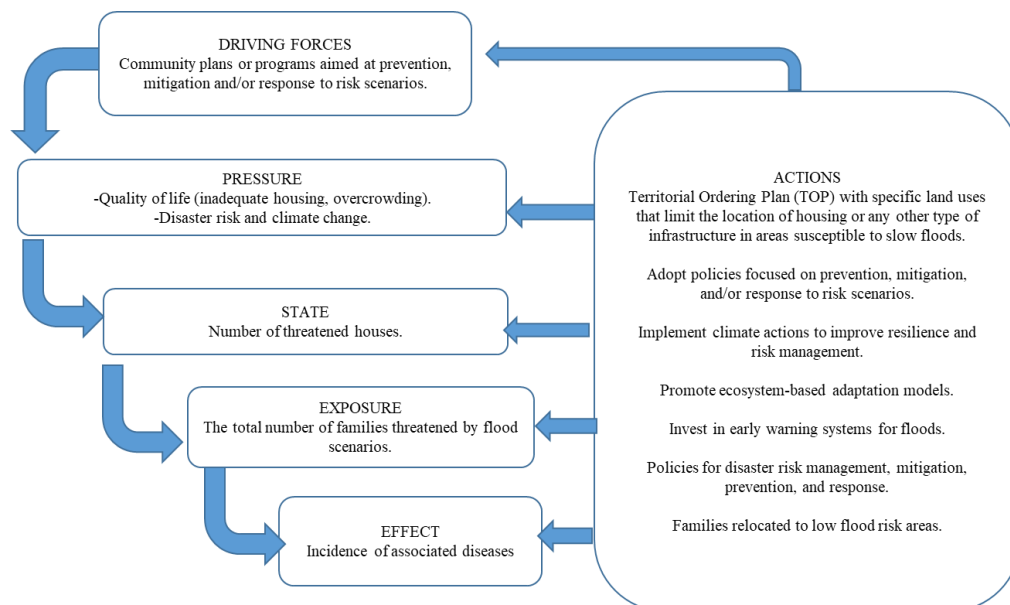 DRIVING FORCES
Community plans or programs aimed at prevention,
mitigation and/or response to risk scenarios.
PRESSURE
-Quality of life (inadequate housing, overcrowding).
-Disaster risk and climate change.
STATE
Number of threatened houses.
EXPOSURE
The total number of families threatened by flood
scenarios.
EFFECT
Incidence of associated diseases
ACTIONS
Territorial Ordering Plan (TOP) with specific land uses
that limit the location of housing or any other type of
infrastructure in areas susceptible to slow floods.
Adopt policies focused on prevention, mitigation,
and/or response to risk scenarios.
Implement climate actions to improve resilience and
risk management.
Promote ecosystem-based adaptation models.
Invest in early warning systems for floods.
Policies for disaster risk management, mitigation,
prevention, and response.
Families relocated to low flood risk areas.